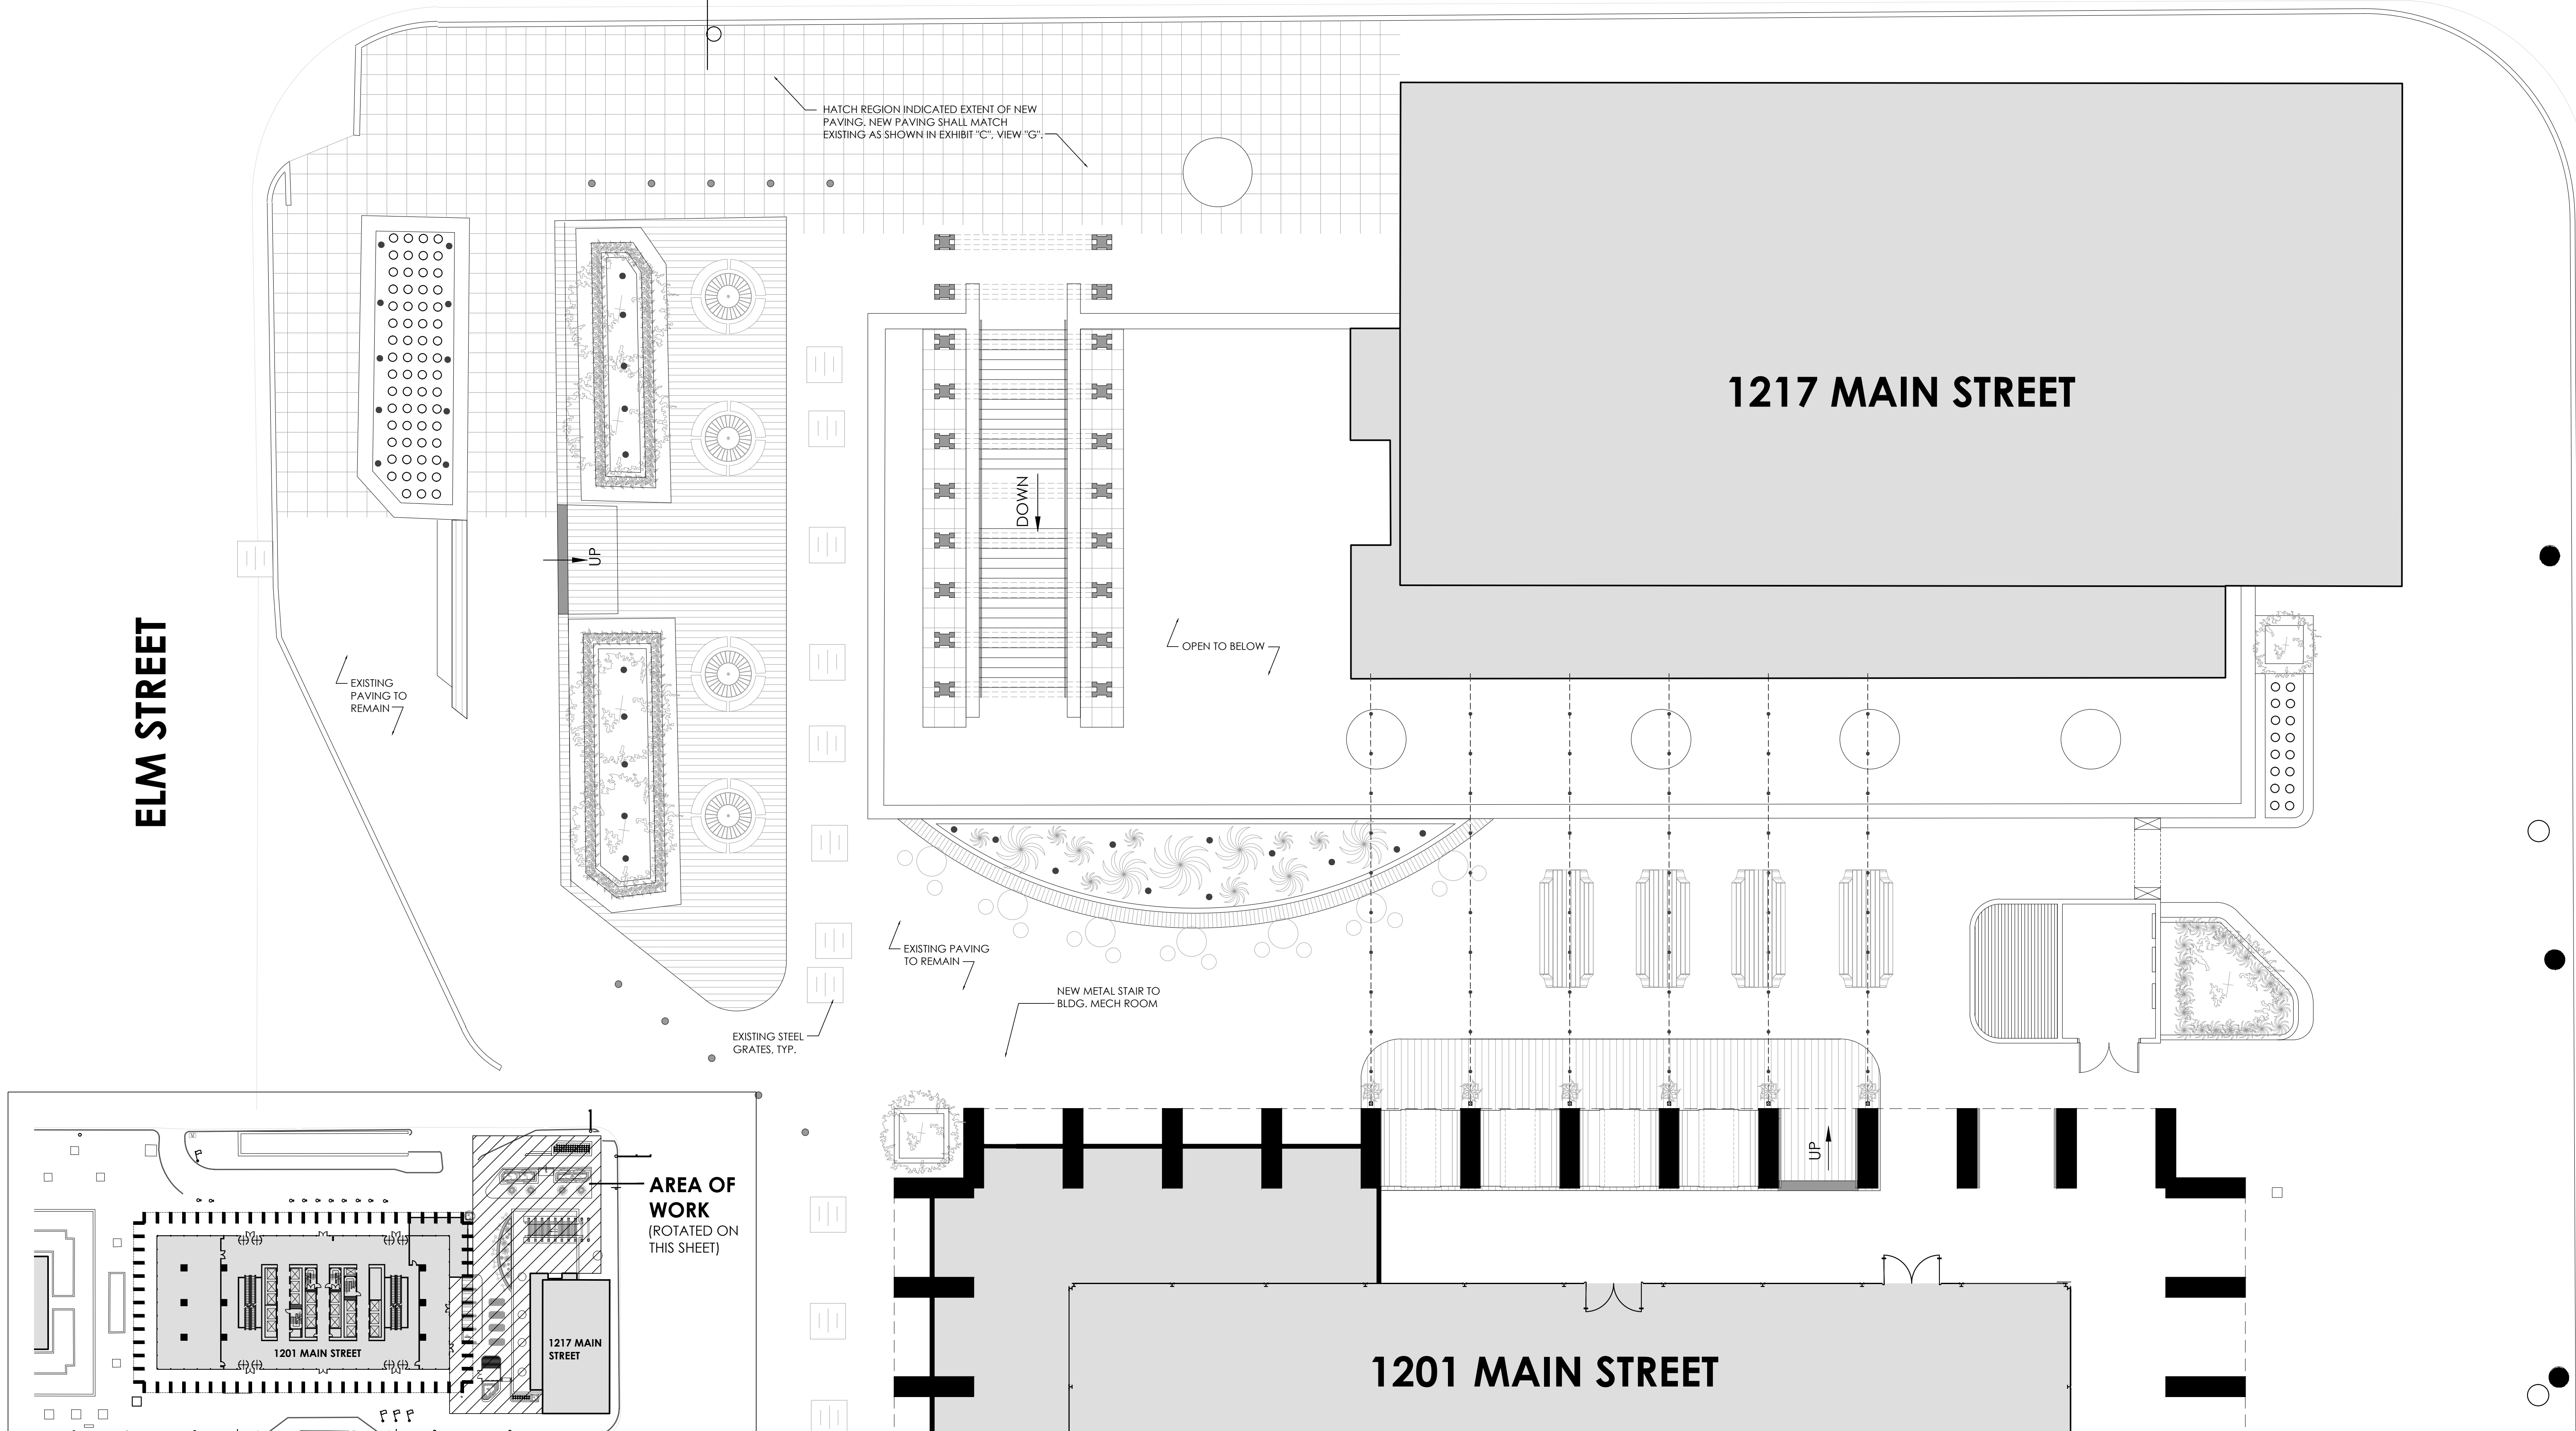 HATCH REGION INDICATED EXTENT OF NEW
PAVING. NEW PAVING SHALL MATCH
EXISTING AS SHOWN IN EXHIBIT "C", VIEW "G".
1217 MAIN STREET
DOWN
UP
OPEN TO BELOW
ELM STREET
EXISTING
PAVING TO
REMAIN
EXISTING PAVING
TO REMAIN
NEW METAL STAIR TO
BLDG. MECH ROOM
EXISTING STEEL
GRATES, TYP.
UP
AREA OF
WORK
(ROTATED ON
THIS SHEET)
1217 MAIN
STREET
1201 MAIN STREET
1201 MAIN STREET